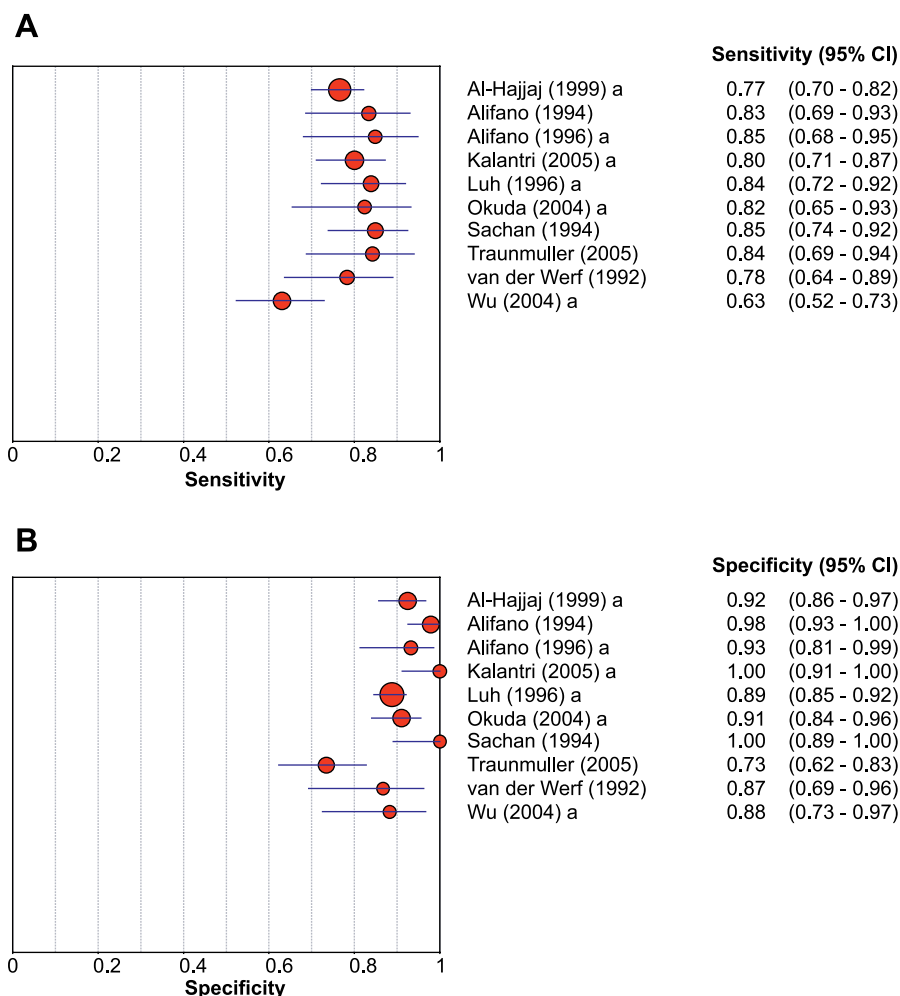 A
Sensitivity (95% CI)
Al-Hajjaj (1999) a 0.77 (0.70 - 0.82)
Alifano (1994) 0.83 (0.69 - 0.93)
Alifano (1996) a 0.85 (0.68 - 0.95)
Kalantri (2005) a 0.80 (0.71 - 0.87)
Luh (1996) a 0.84 (0.72 - 0.92)
Okuda (2004) a 0.82 (0.65 - 0.93)
Sachan (1994) 0.85 (0.74 - 0.92)
Traunmuller (2005) 0.84 (0.69 - 0.94)
van der Werf (1992) 0.78 (0.64 - 0.89)
Wu (2004) a 0.63 (0.52 - 0.73)
0 0.2 0.4 0.6 0.8 1
Sensitivity
B
Specificity (95% CI)
Al-Hajjaj (1999) a 0.92 (0.86 - 0.97)
Alifano (1994) 0.98 (0.93 - 1.00)
Alifano (1996) a 0.93 (0.81 - 0.99)
Kalantri (2005) a 1.00 (0.91 - 1.00)
Luh (1996) a 0.89 (0.85 - 0.92)
Okuda (2004) a 0.91 (0.84 - 0.96)
Sachan (1994) 1.00 (0.89 - 1.00)
Traunmuller (2005) 0.73 (0.62 - 0.83)
van der Werf (1992) 0.87 (0.69 - 0.96)
Wu (2004) a 0.88 (0.73 - 0.97)
0 0.2 0.4 0.6 0.8 1
Specificity